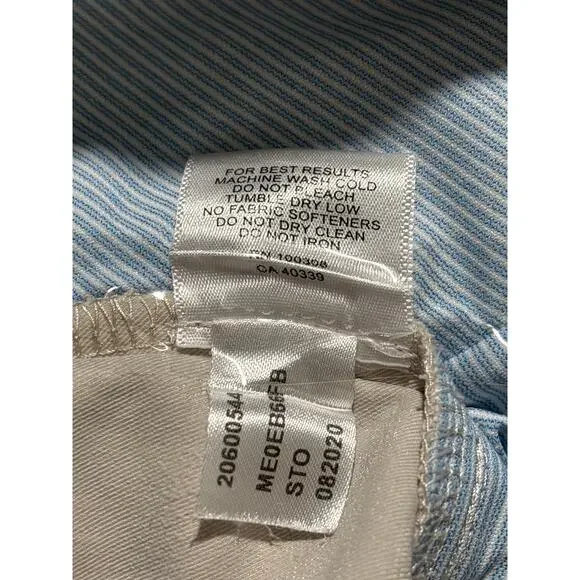 FOR BEST RESULTS
MACHINE WASH COLD
DO NOT BLEACH
TUMBLE DRY LOW
NO FABRIC SOFTENERS
DO NOT DRY CLEAN
DO NOT IRON
RN 100398
CA 40339
20600544
ME0EB66FB
STO
082020